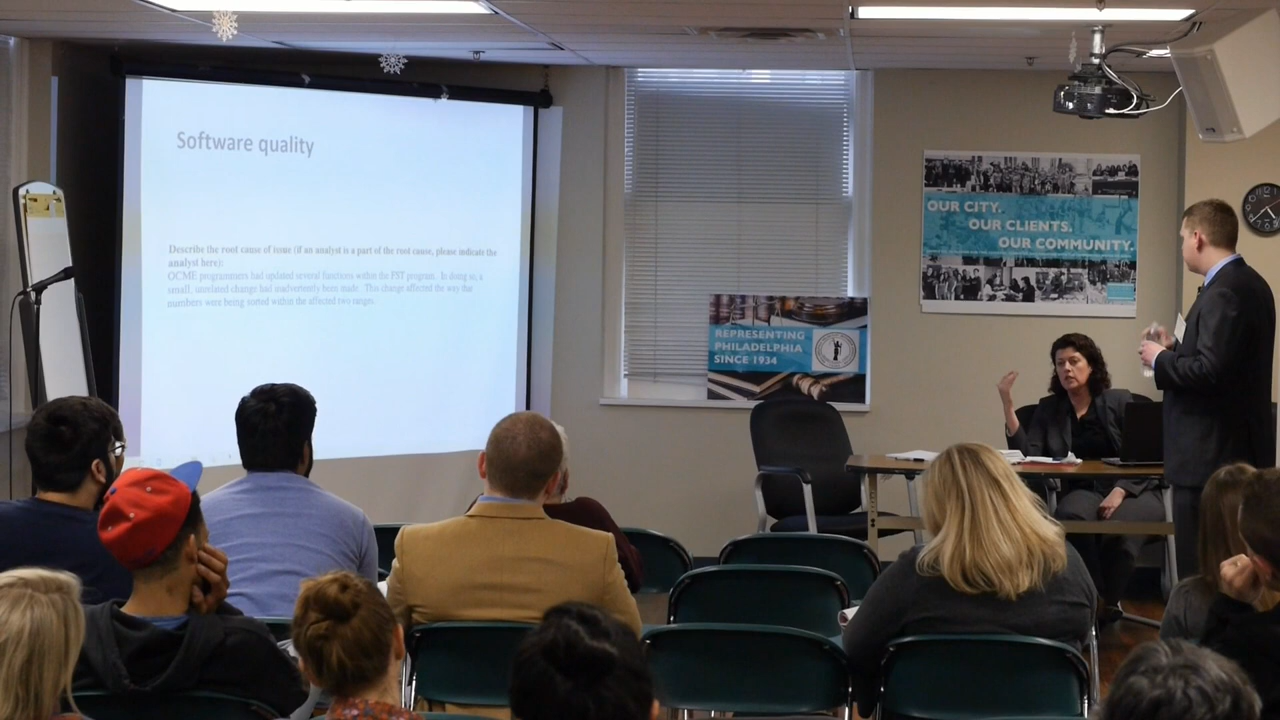 Software quality
Describe the root cause of issue (if an analyst is a part of the root cause, please indicate the
analyst here):
OCME programmers had updated several functions within the FST program. In doing so, a
small, unrelated change had inadvertently been made. This change affected the way that
numbers were being sorted within the affected two ranges.
OUR CITY.
OUR CLIENTS.
OUR COMMUNITY.
REPRESENTING
PHILADELPHIA
SINCE 1934